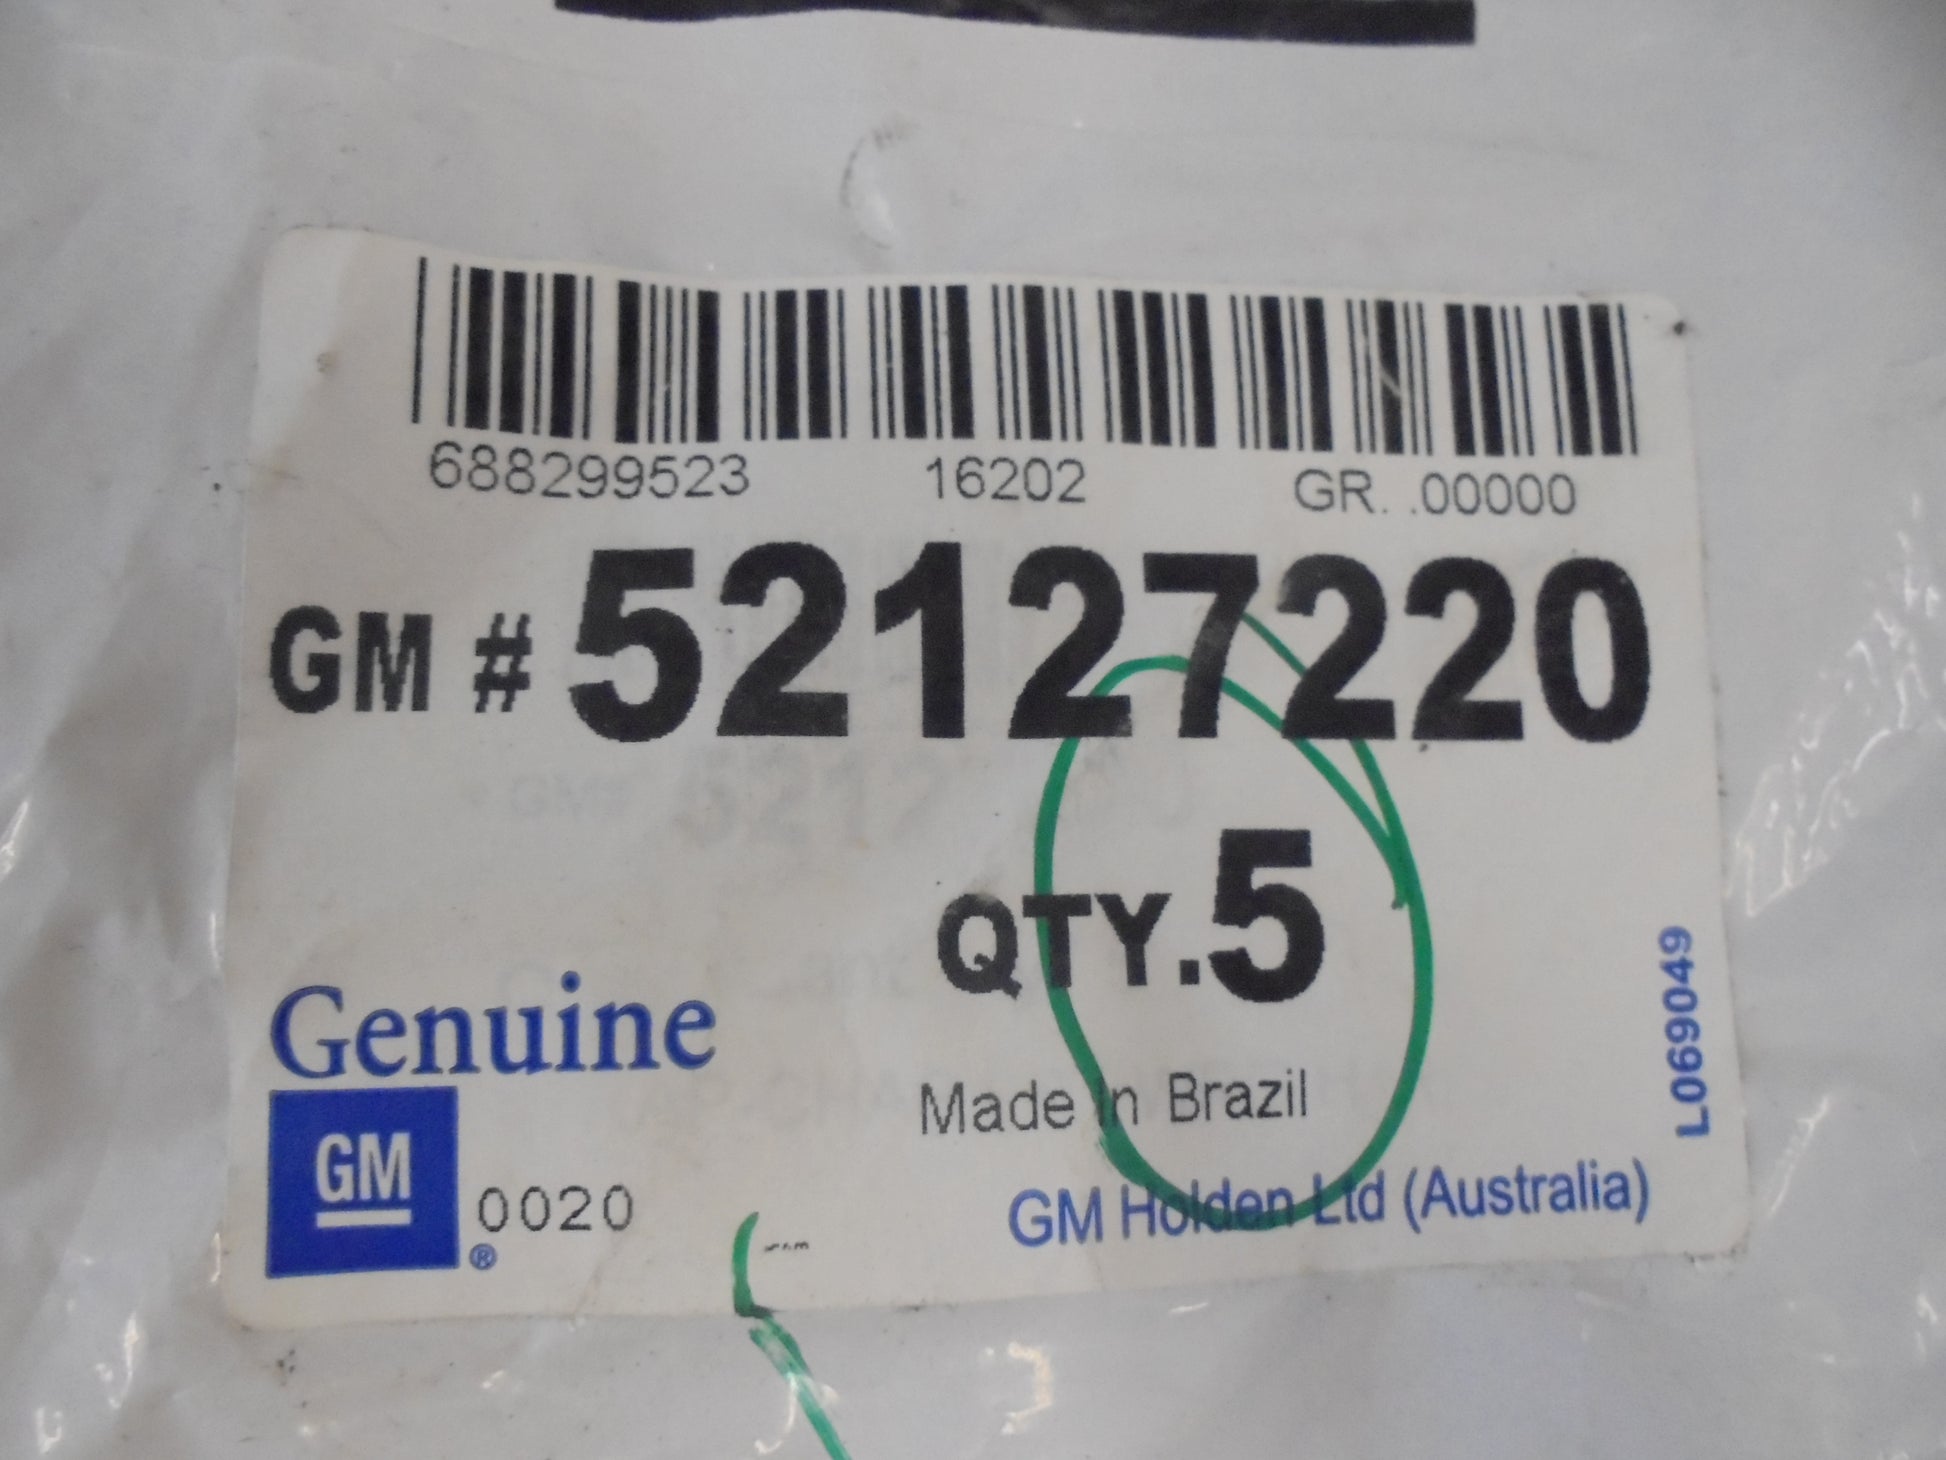 688299523 16202 GR. .00000
GM # 52127220
QTY.5
Genuine
Made In Brazil
GM
0020
®
GM Holden Ltd (Australia)
L069049